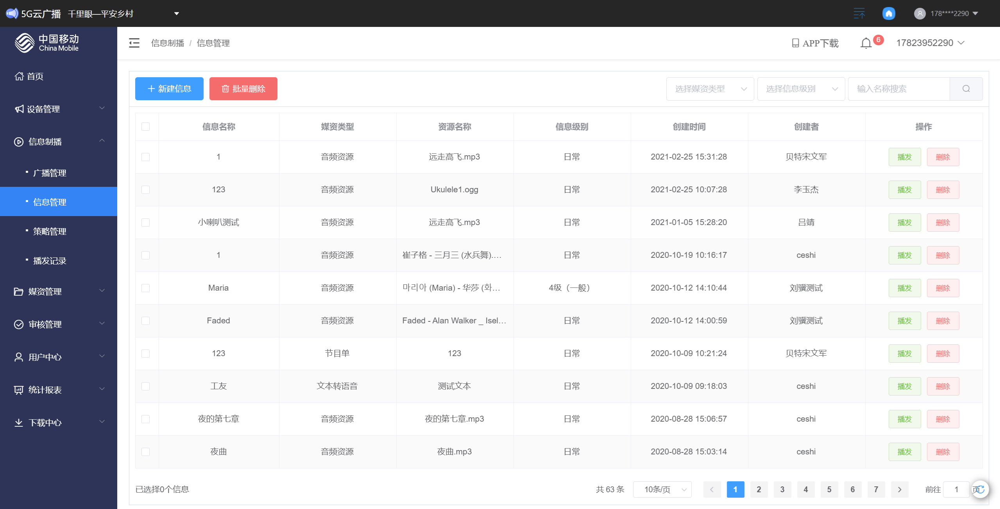 5G云广播 千里眼—平安乡村
178****2290
中国移动
China Mobile
信息制播 / 信息管理
APP下载
6
17823952290
首页
设备管理
信息制播
广播管理
信息管理
策略管理
播发记录
媒资管理
审核管理
用户中心
统计报表
下载中心
新建信息 批量删除 选择媒资类型 选择信息级别 输入名称搜索
信息名称 媒资类型 资源名称 信息级别 创建时间 创建者 操作
1 音频资源 远走高飞.mp3 日常 2021-02-25 15:31:28 贝特宋文军 播发 删除
123 音频资源 Ukulele1.ogg 日常 2021-02-25 10:07:28 李玉杰 播发 删除
小喇叭测试 音频资源 远走高飞.mp3 日常 2021-01-05 15:28:20 吕靖 播发 删除
1 音频资源 崔子格 - 三月三 (水兵舞).... 日常 2020-10-19 10:16:17 ceshi 播发 删除
Maria 音频资源 마리아 (Maria) - 华莎 (화... 4级（一般） 2020-10-12 14:10:44 刘骥测试 播发 删除
Faded 音频资源 Faded - Alan Walker _ Isel... 日常 2020-10-12 14:00:59 刘骥测试 播发 删除
123 节目单 123 日常 2020-10-09 10:21:24 贝特宋文军 播发 删除
工友 文本转语音 测试文本 日常 2020-10-09 09:18:03 ceshi 播发 删除
夜的第七章 音频资源 夜的第七章.mp3 日常 2020-08-28 15:06:57 ceshi 播发 删除
夜曲 音频资源 夜曲.mp3 日常 2020-08-28 15:03:14 ceshi 播发 删除
已选择0个信息 共 63 条 10条/页 1 2 3 4 5 6 7 前往 1 页